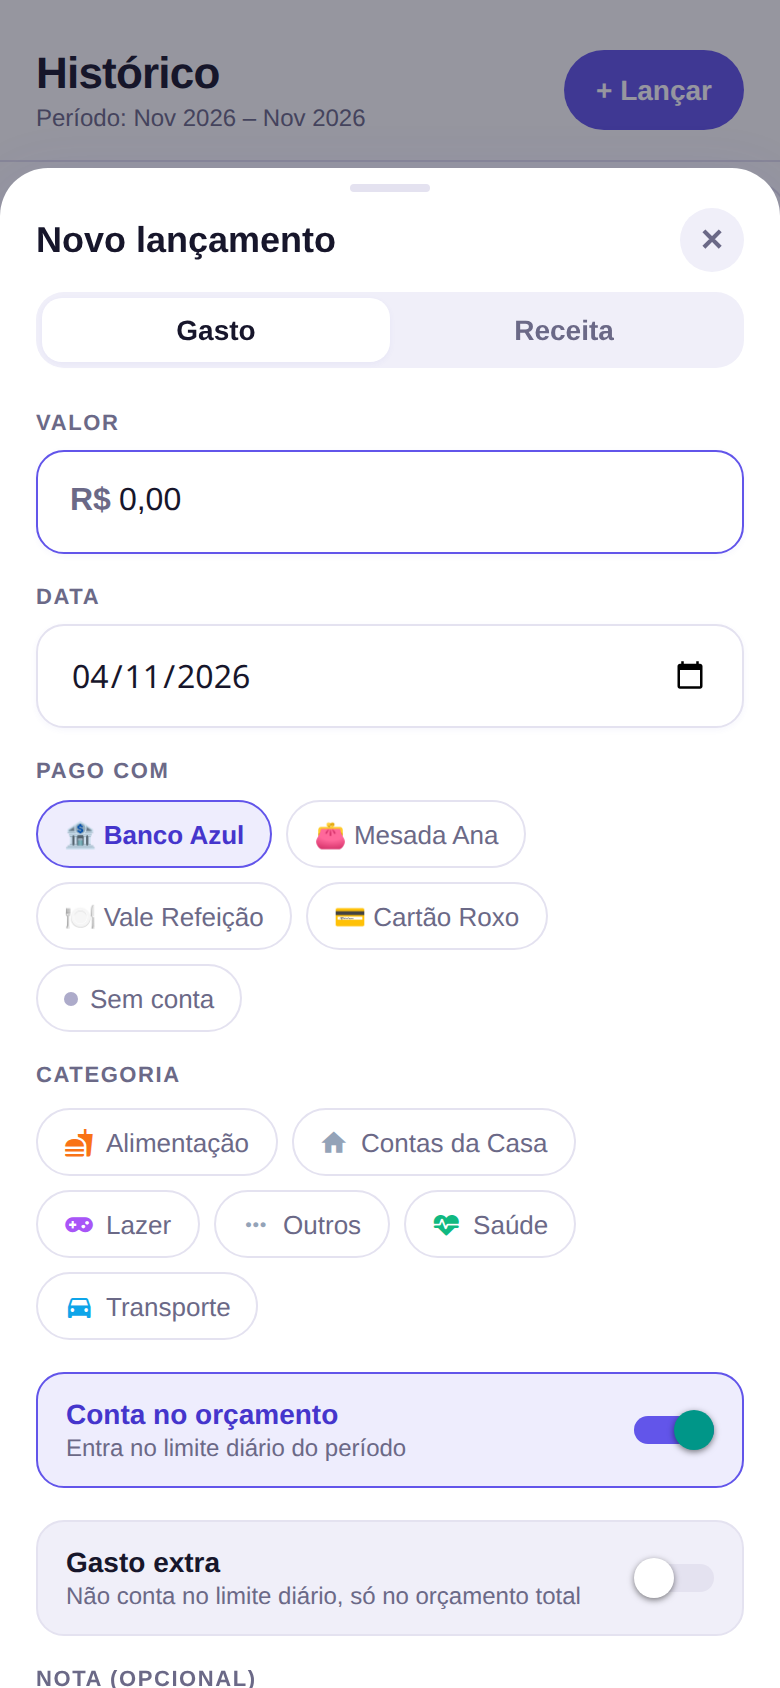 Histórico
Período: Nov 2026 – Nov 2026
+ Lançar
Novo lançamento
✕
Gasto
Receita
VALOR
R$ 0,00
DATA
04/11/2026
PAGO COM
Banco Azul
Mesada Ana
Vale Refeição
Cartão Roxo
Sem conta
CATEGORIA
Alimentação
Contas da Casa
Lazer
Outros
Saúde
Transporte
Conta no orçamento
Entra no limite diário do período
Gasto extra
Não conta no limite diário, só no orçamento total
NOTA (OPCIONAL)